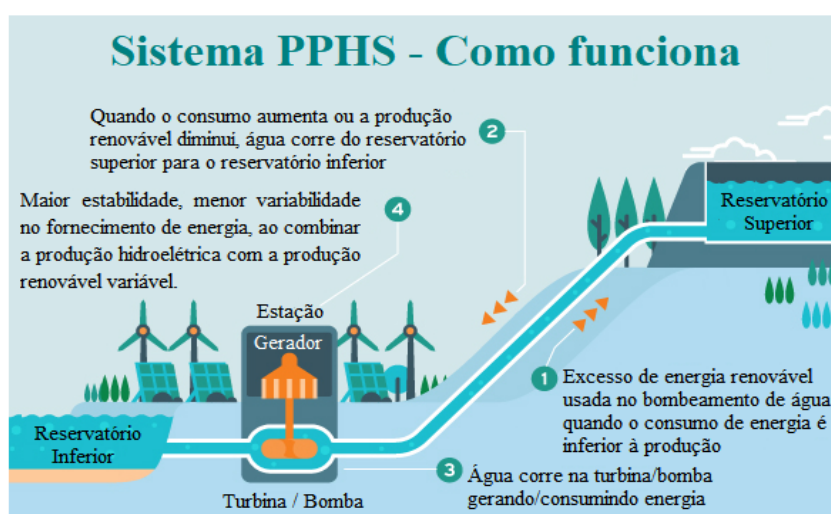 Sistema PPHS - Como funciona
Quando o consumo aumenta ou a produção
renovável diminui, água corre do reservatório
superior para o reservatório inferior
2
Maior estabilidade, menor variabilidade
no fornecimento de energia, ao combinar
a produção hidroelétrica com a produção
renovável variável.
4
Reservatório
Superior
Estação
Gerador
1
Excesso de energia renovável
usada no bombeamento de água
quando o consumo de energia é
inferior à produção
Reservatório
Inferior
3
Água corre na turbina/bomba
gerando/consumindo energia
Turbina / Bomba